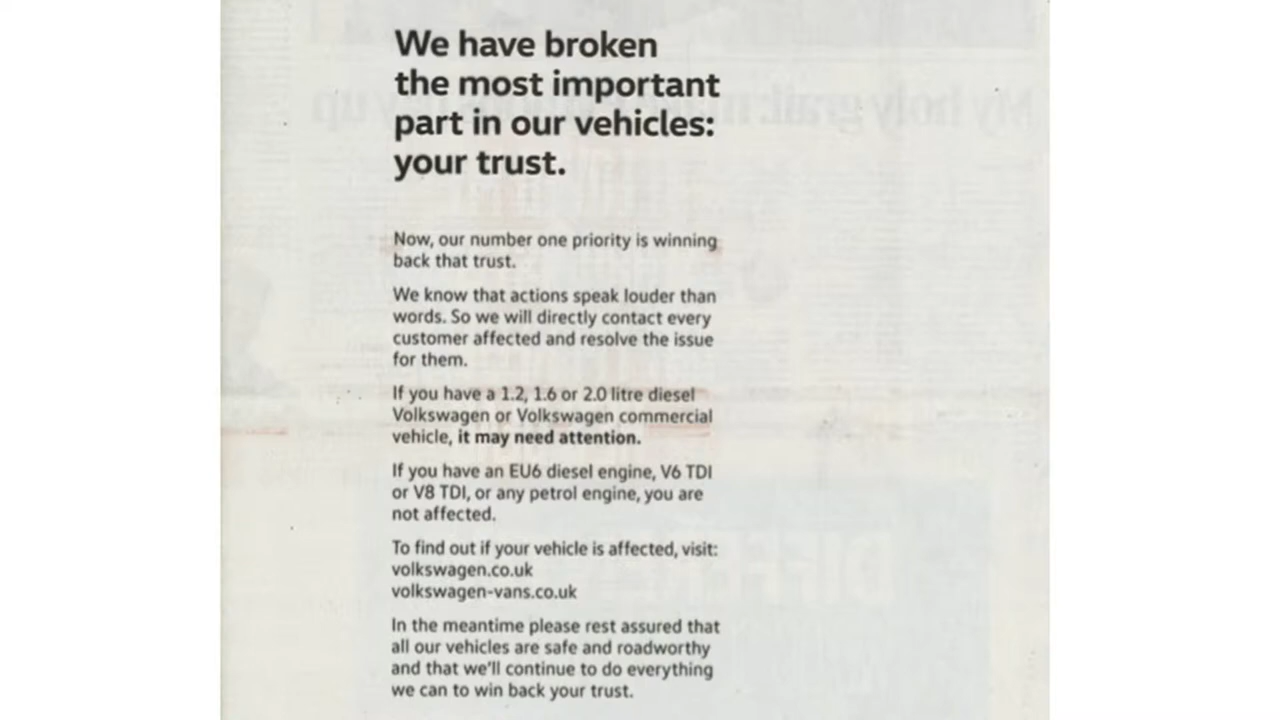 We have broken
the most important
part in our vehicles:
your trust.
Now, our number one priority is winning
back that trust.
We know that actions speak louder than
words. So we will directly contact every
customer affected and resolve the issue
for them.
If you have a 1.2, 1.6 or 2.0 litre diesel
Volkswagen or Volkswagen commercial
vehicle, it may need attention.
If you have an EU6 diesel engine, V6 TDI
or V8 TDI, or any petrol engine, you are
not affected.
To find out if your vehicle is affected, visit:
volkswagen.co.uk
volkswagen-vans.co.uk
In the meantime please rest assured that
all our vehicles are safe and roadworthy
and that we'll continue to do everything
we can to win back your trust.